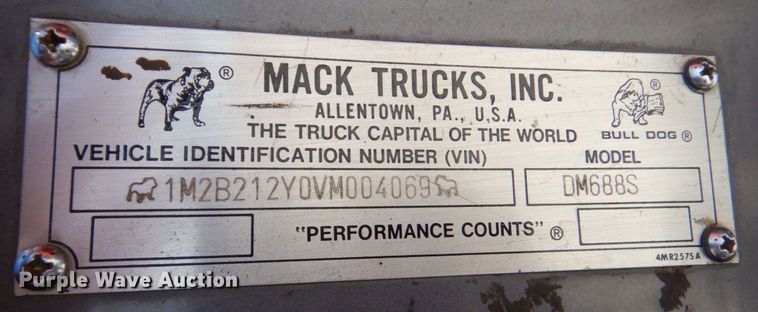 MACK TRUCKS, INC.
ALLENTOWN, PA., U.S.A.
THE TRUCK CAPITAL OF THE WORLD
®
®
BULL DOG ®
VEHICLE IDENTIFICATION NUMBER (VIN)
MODEL
1M2B212Y0VM004069
DM688S
"PERFORMANCE COUNTS" ®
4MR2575A
Purple Wave Auction